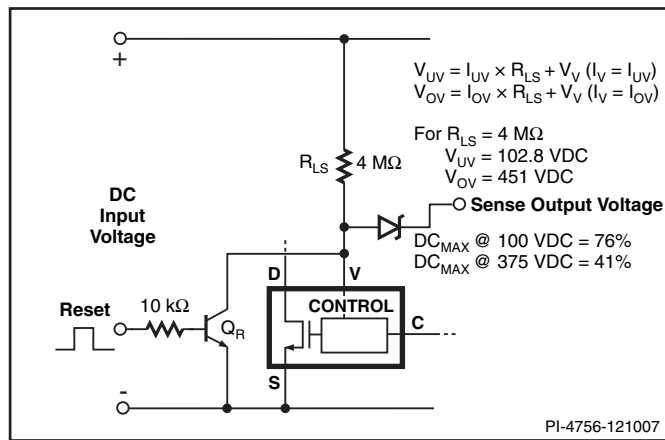 +
V_UV = I_UV × R_LS + V_V (I_V = I_UV)
V_OV = I_OV × R_LS + V_V (I_V = I_OV)
For R_LS = 4 MΩ
V_UV = 102.8 VDC
V_OV = 451 VDC
R_LS 4 MΩ
DC
Input
Voltage
Sense Output Voltage
DC_MAX @ 100 VDC = 76%
DC_MAX @ 375 VDC = 41%
D V
CONTROL
Reset
10 kΩ
Q_R
C
S
-
PI-4756-121007